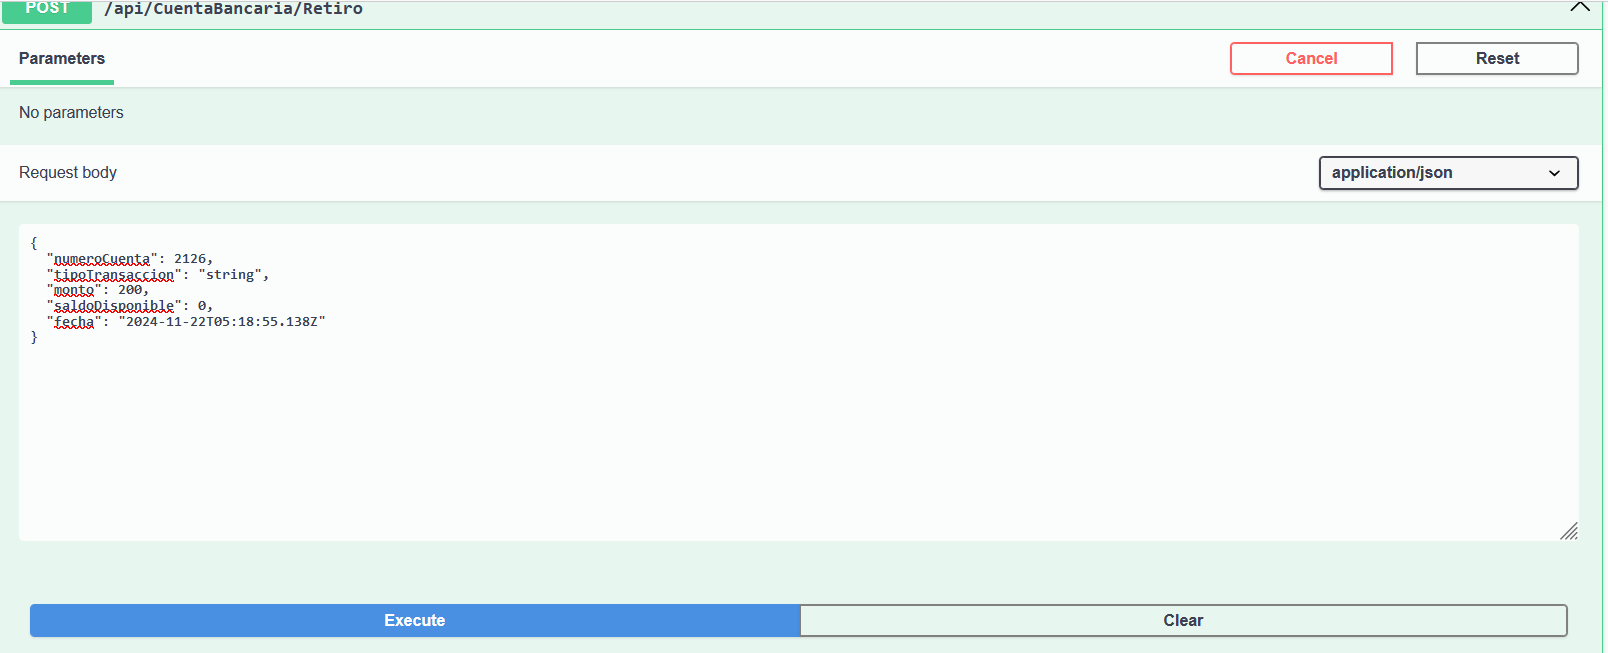 POST /api/CuentaBancaria/Retiro
Parameters
Cancel
Reset
No parameters
Request body
application/json
{
"numeroCuenta": 2126,
"tipoTransaccion": "string",
"monto": 200,
"saldoDisponible": 0,
"fecha": "2024-11-22T05:18:55.138Z"
}
Execute
Clear